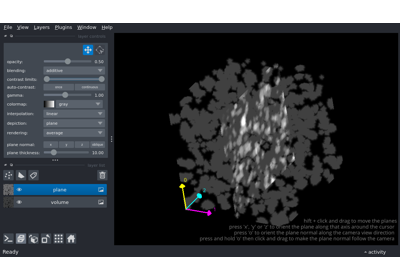 File View Layers Plugins Window Help
layer controls
opacity: 0.50
blending: additive
contrast limits:
auto-contrast: once continuous
gamma: 1.00
colormap: gray
interpolation: linear
depiction: plane
rendering: average
plane normal: x y z oblique
plane thickness: 10.00
layer list
plane
volume
0
2
shift + click and drag to move the planes
press 'x', 'y' or 'z' to orient the plane along that axis around the cursor
press 'o' to orient the plane normal along the camera view direction
press and hold 'o' then click and drag to make the plane normal follow the camera
Ready
activity